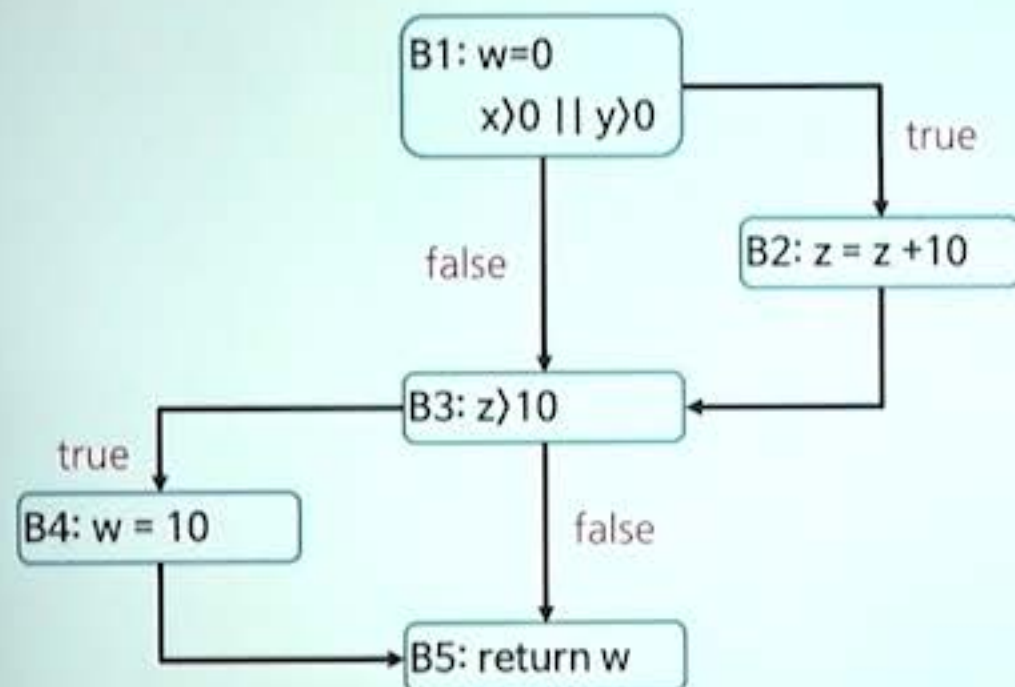 B1: w=0
x>0 || y>0
true
false
B2: z = z +10
B3: z>10
true
B4: w = 10
false
B5: return w